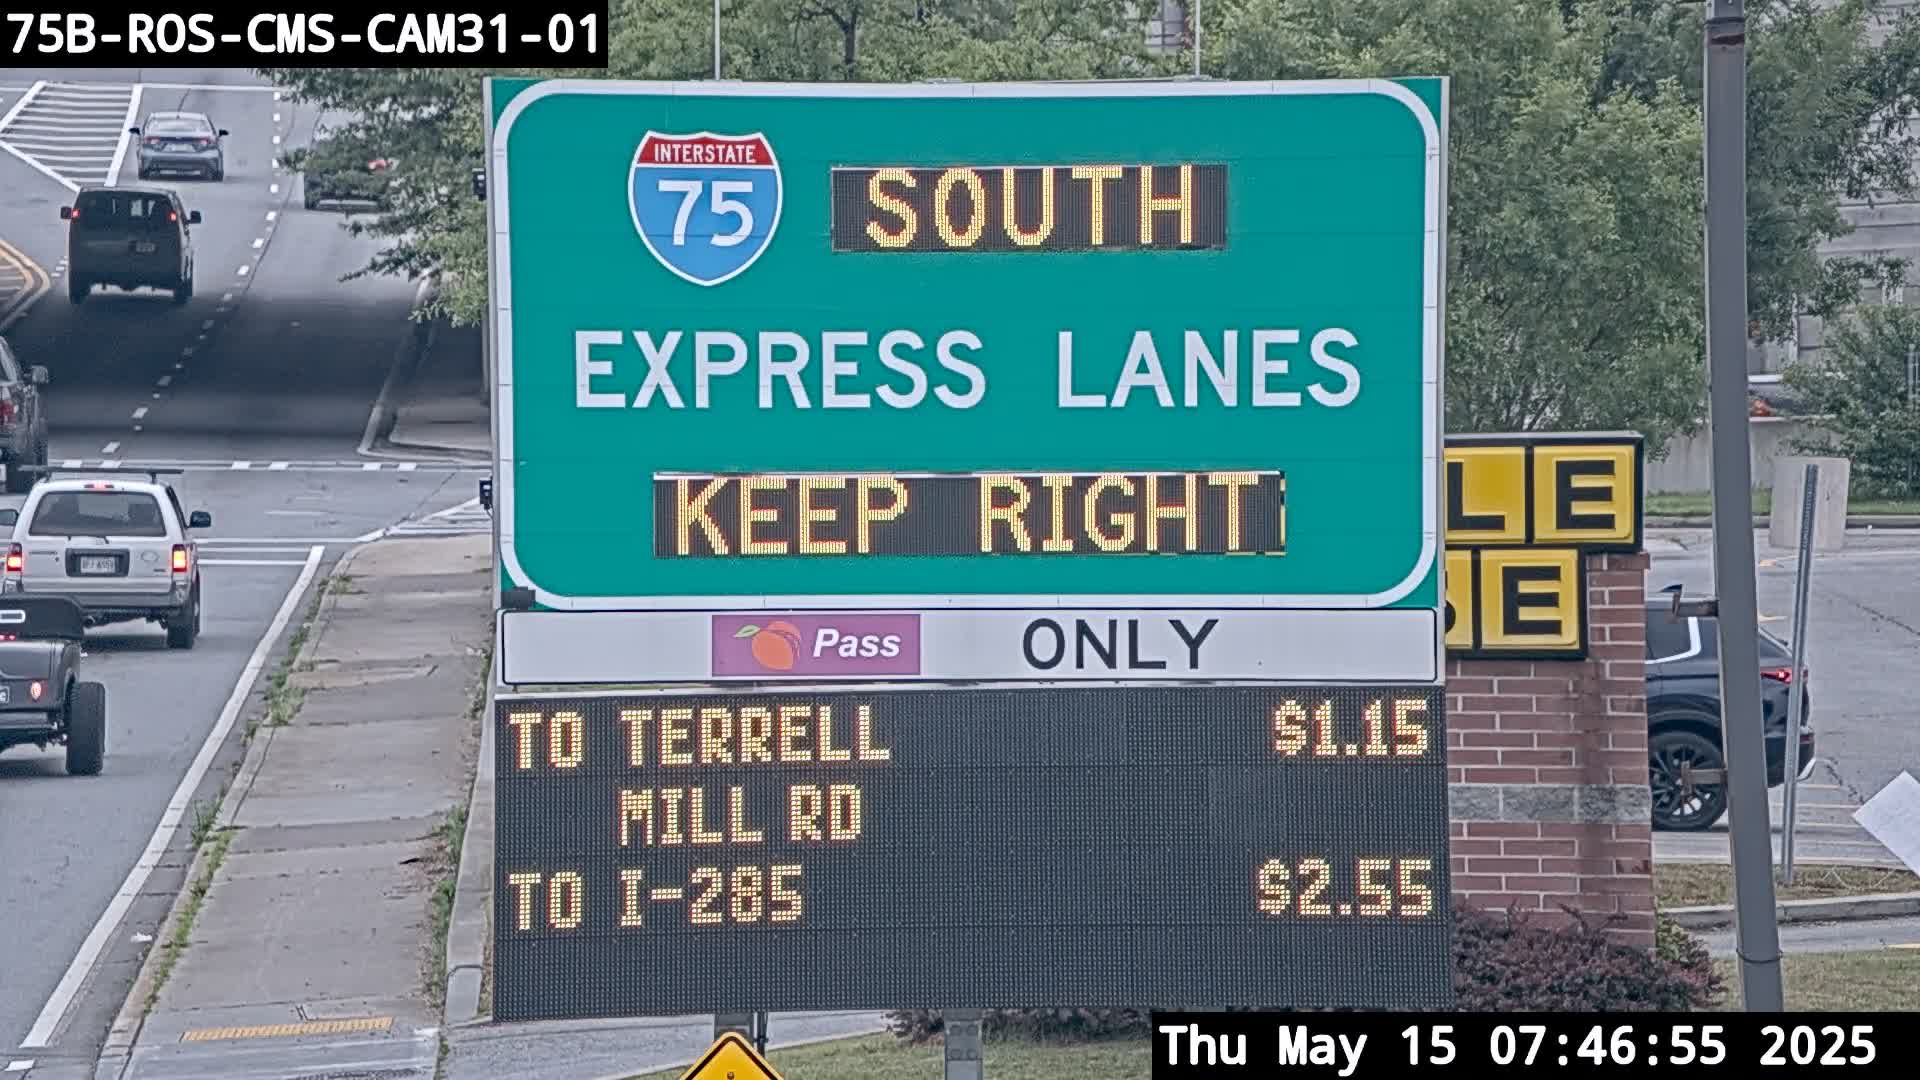 75B-ROS-CMS-CAM31-01
INTERSTATE
75
SOUTH
EXPRESS LANES
KEEP RIGHT
LE
E
Pass ONLY
TO TERRELL $1.15
MILL RD
TO I-285 $2.55
Thu May 15 07:46:55 2025